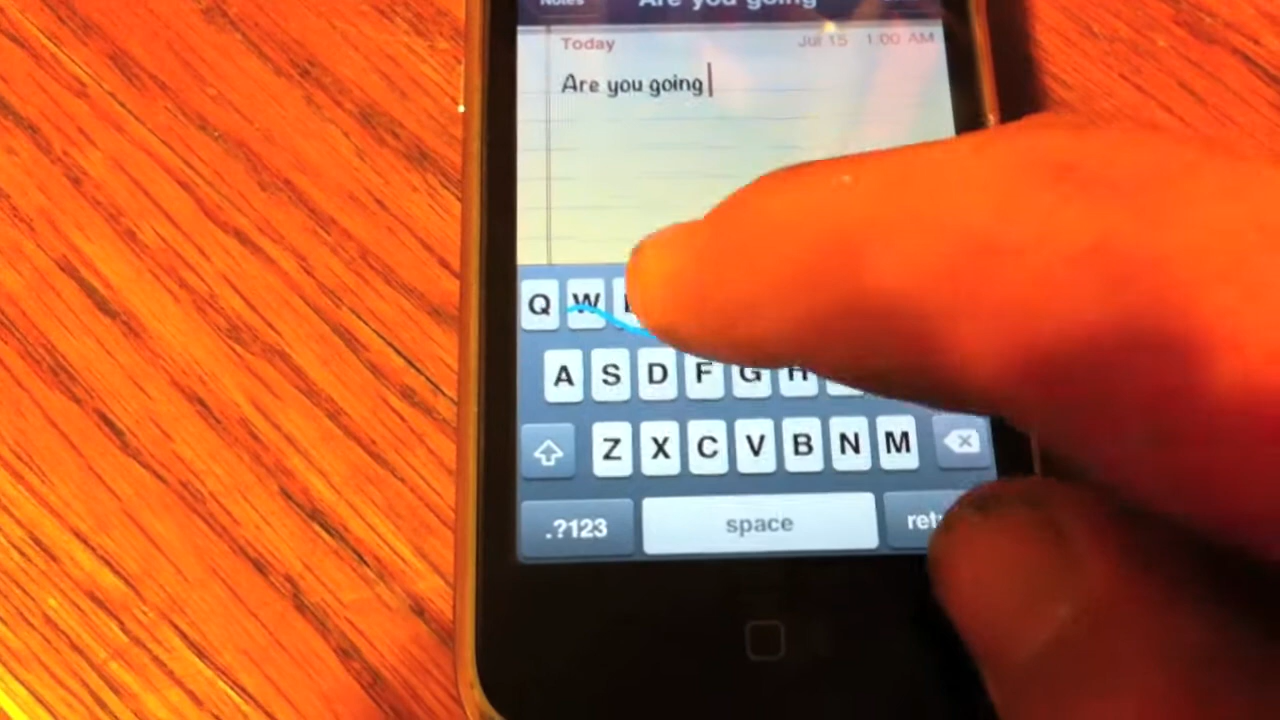 Notes Are you going
Today Jul 15 1:00 AM
Are you going
Q W
A S D F G H
Z X C V B N M
.?123 space